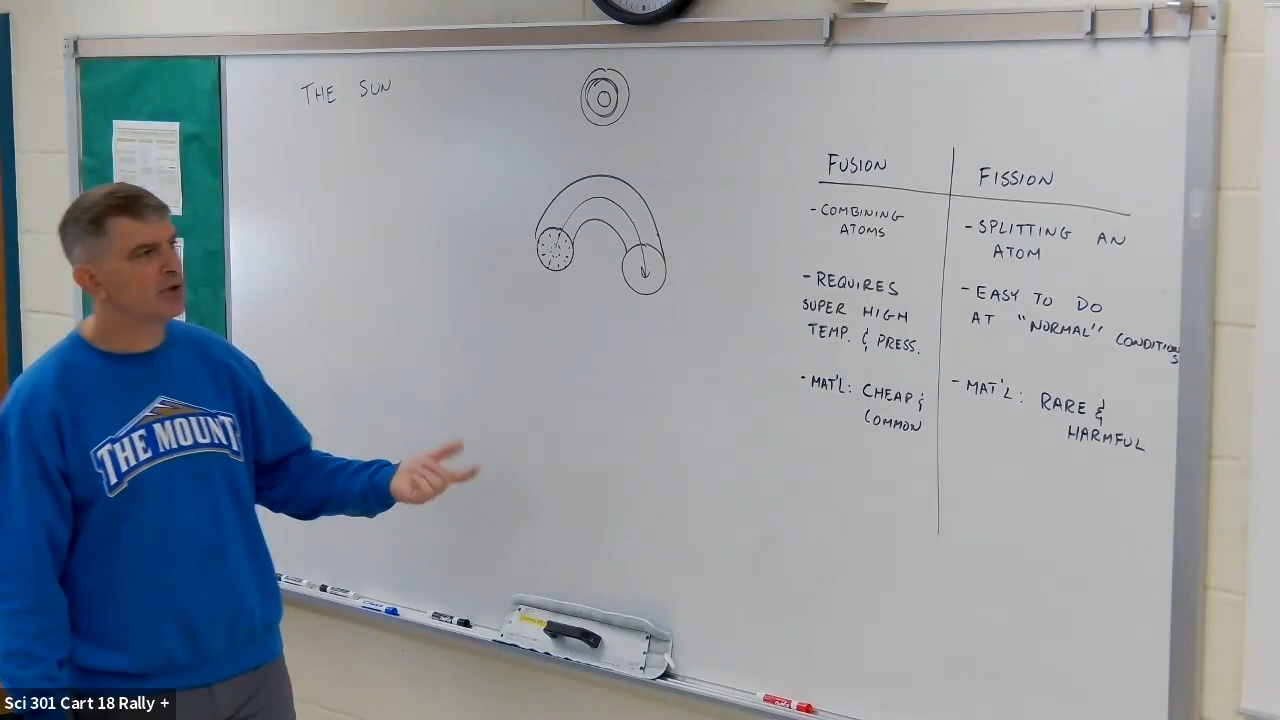 THE SUN
FUSION
FISSION
- COMBINING
ATOMS
- SPLITTING AN
ATOM
- REQUIRES
SUPER HIGH
TEMP. & PRESS.
- EASY TO DO
AT "NORMAL" CONDITIONS
- MAT'L: CHEAP &
COMMON
- MAT'L: RARE &
HARMFUL
THE MOUNT
Sci 301 Cart 18 Rally +